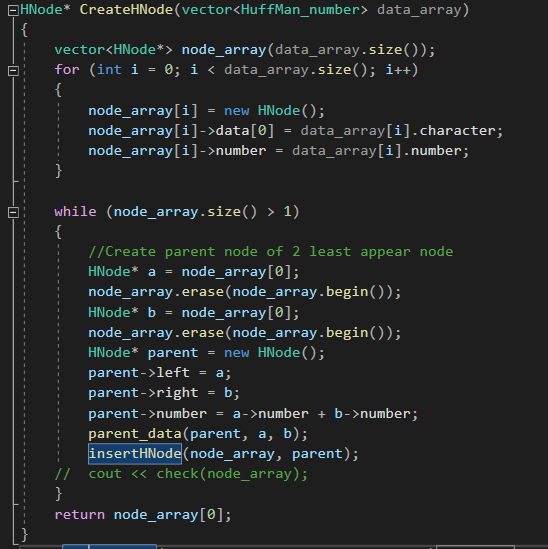 HNode* CreateHNode(vector<HuffMan_number> data_array)
{
    vector<HNode*> node_array(data_array.size());
    for (int i = 0; i < data_array.size(); i++)
    {
        node_array[i] = new HNode();
        node_array[i]->data[0] = data_array[i].character;
        node_array[i]->number = data_array[i].number;
    }

    while (node_array.size() > 1)
    {
        //Create parent node of 2 least appear node
        HNode* a = node_array[0];
        node_array.erase(node_array.begin());
        HNode* b = node_array[0];
        node_array.erase(node_array.begin());
        HNode* parent = new HNode();
        parent->left = a;
        parent->right = b;
        parent->number = a->number + b->number;
        parent_data(parent, a, b);
        insertHNode(node_array, parent);
    //  cout << check(node_array);
    }
    return node_array[0];
}